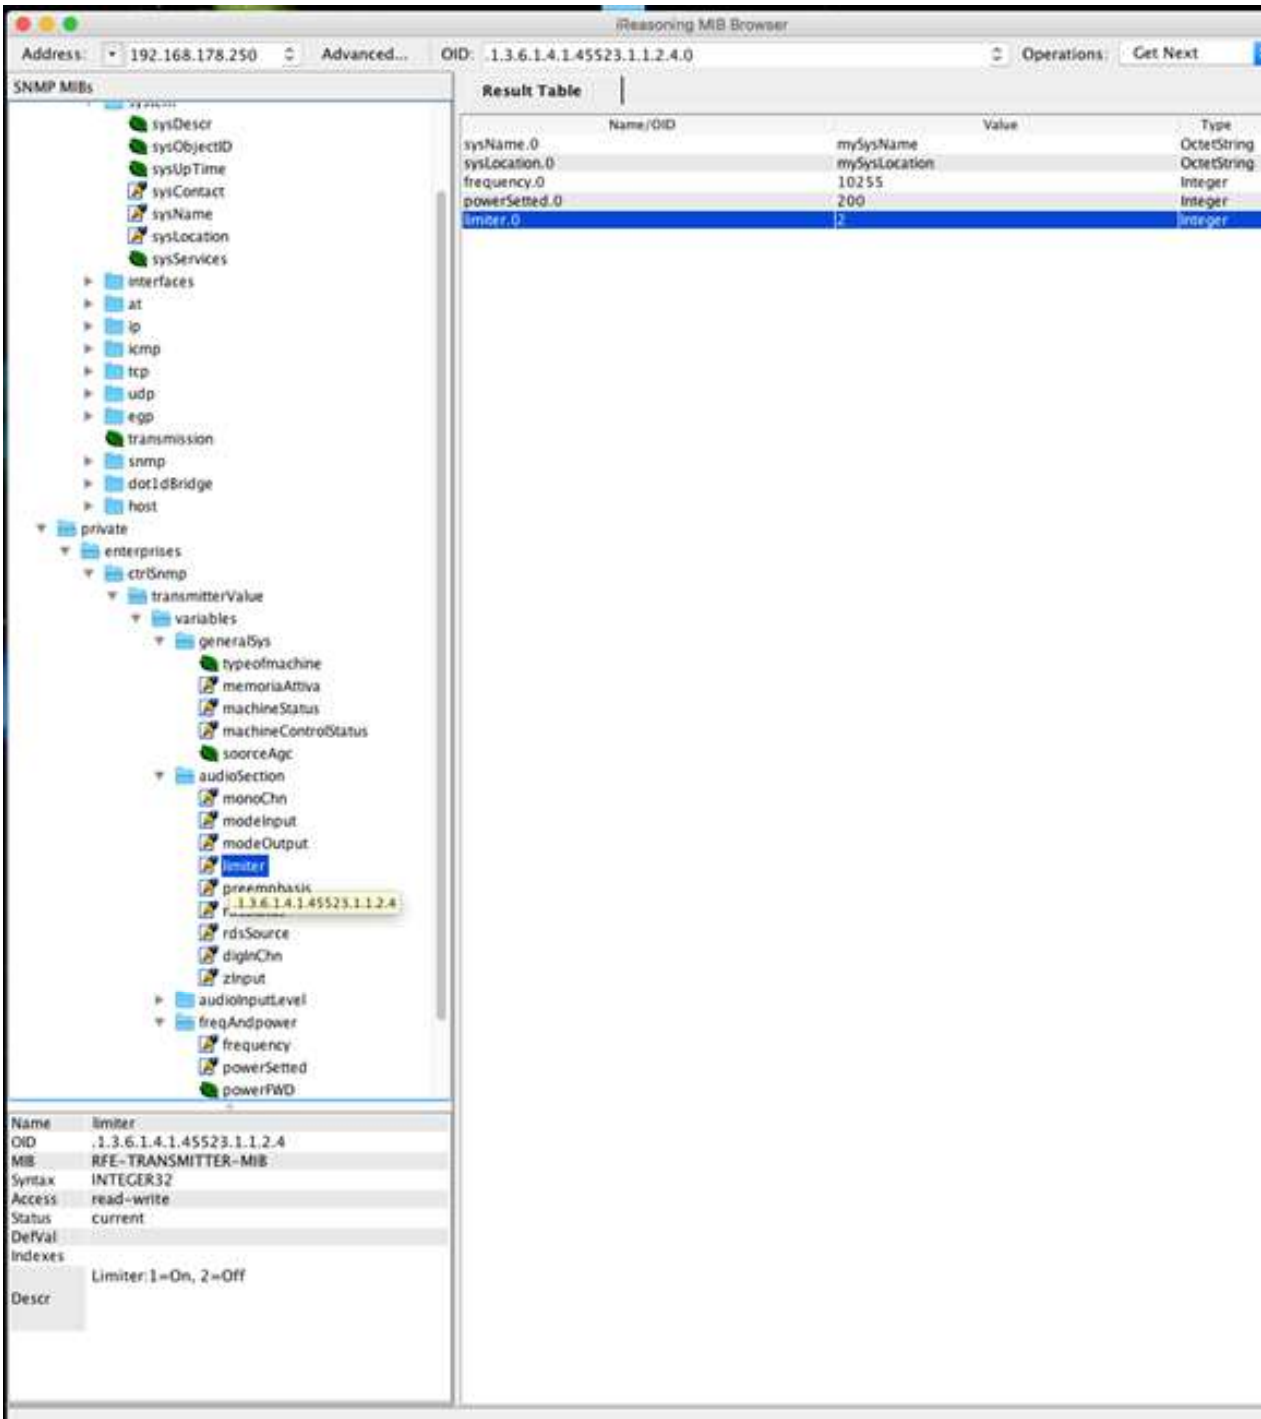 iReasoning MIB Browser
Address: 192.168.178.250 Advanced... OID: .1.3.6.1.4.1.45523.1.1.2.4.0 Operations: Get Next
SNMP MIBs
sysDescr
sysObjectID
sysUpTime
sysContact
sysName
sysLocation
sysServices
interfaces
at
ip
icmp
tcp
udp
egp
transmission
snmp
dot1dBridge
host
private
enterprises
ctrlSnmp
transmitterValue
variables
generalSys
typeofmachine
memoriaAttiva
machineStatus
machineControlStatus
soorceAgc
audioSection
monoChn
modeInput
modeOutput
limiter
preemphasis
.1.3.6.1.4.1.45523.1.1.2.4
rdsSource
digInChn
zInput
audioInputLevel
freqAndpower
frequency
powerSetted
powerFWD
Name limiter
OID .1.3.6.1.4.1.45523.1.1.2.4
MIB RFE-TRANSMITTER-MIB
Syntax INTEGER32
Access read-write
Status current
DefVal
Indexes
Descr Limiter:1=On, 2=Off
Result Table
Name/OID Value Type
sysName.0 mySysName OctetString
sysLocation.0 mySysLocation OctetString
frequency.0 10255 Integer
powerSetted.0 200 Integer
limiter.0 2 Integer